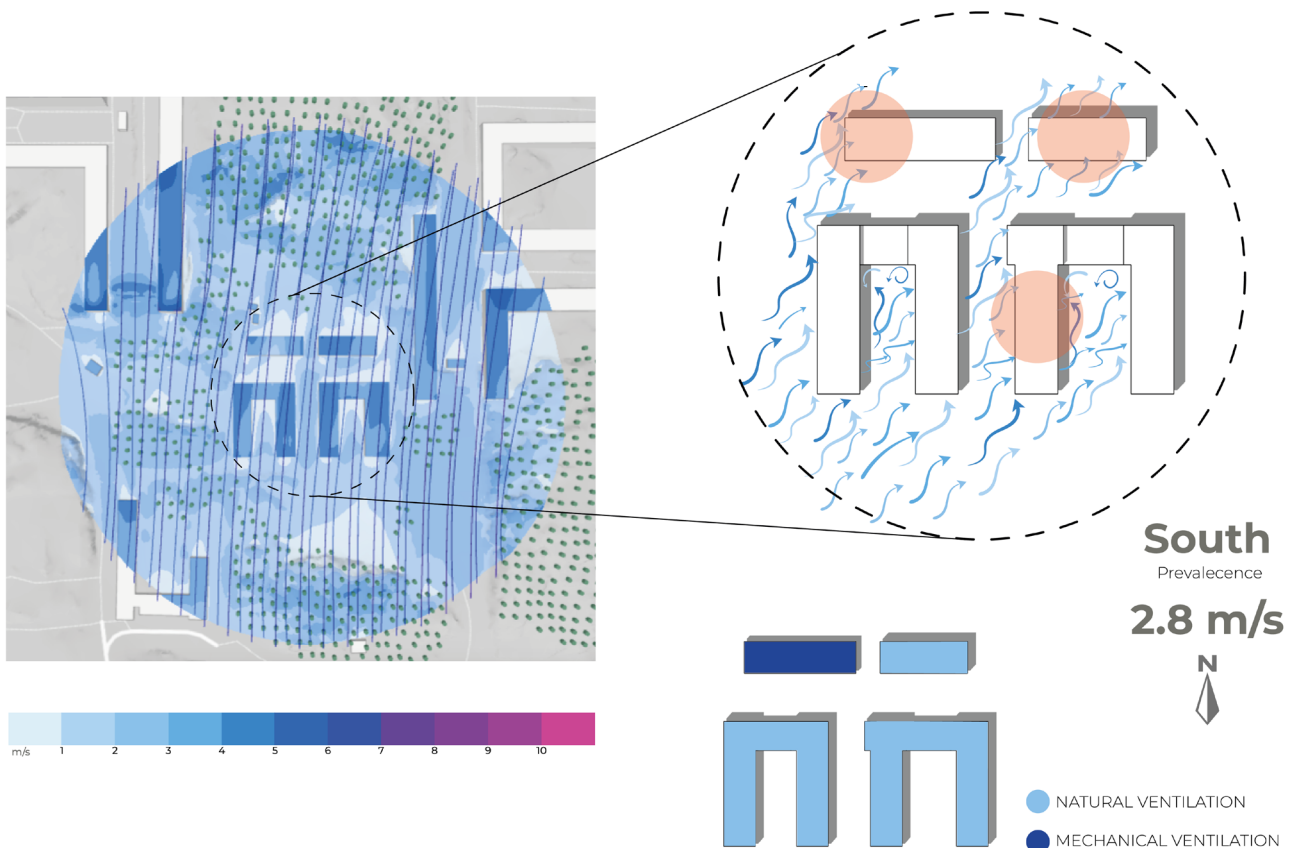 South
Prevalecence
2.8 m/s
N
m/s 1 2 3 4 5 6 7 8 9 10
NATURAL VENTILATION
MECHANICAL VENTILATION